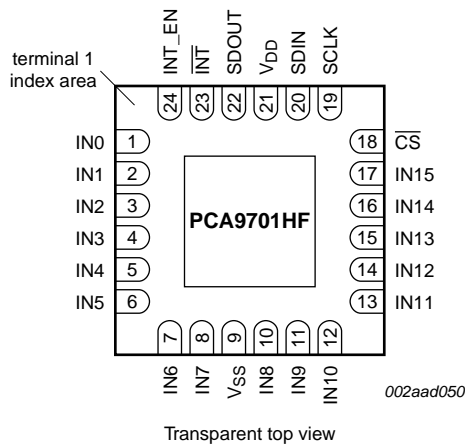 terminal 1
index area
INT_EN
INT
SDOUT
VDD
SDIN
SCLK
24
23
22
21
20
19
IN0 1
IN1 2
IN2 3
IN3 4
IN4 5
IN5 6
PCA9701HF
18 CS
17 IN15
16 IN14
15 IN13
14 IN12
13 IN11
7
8
9
10
11
12
IN6
IN7
VSS
IN8
IN9
IN10
002aad050
Transparent top view